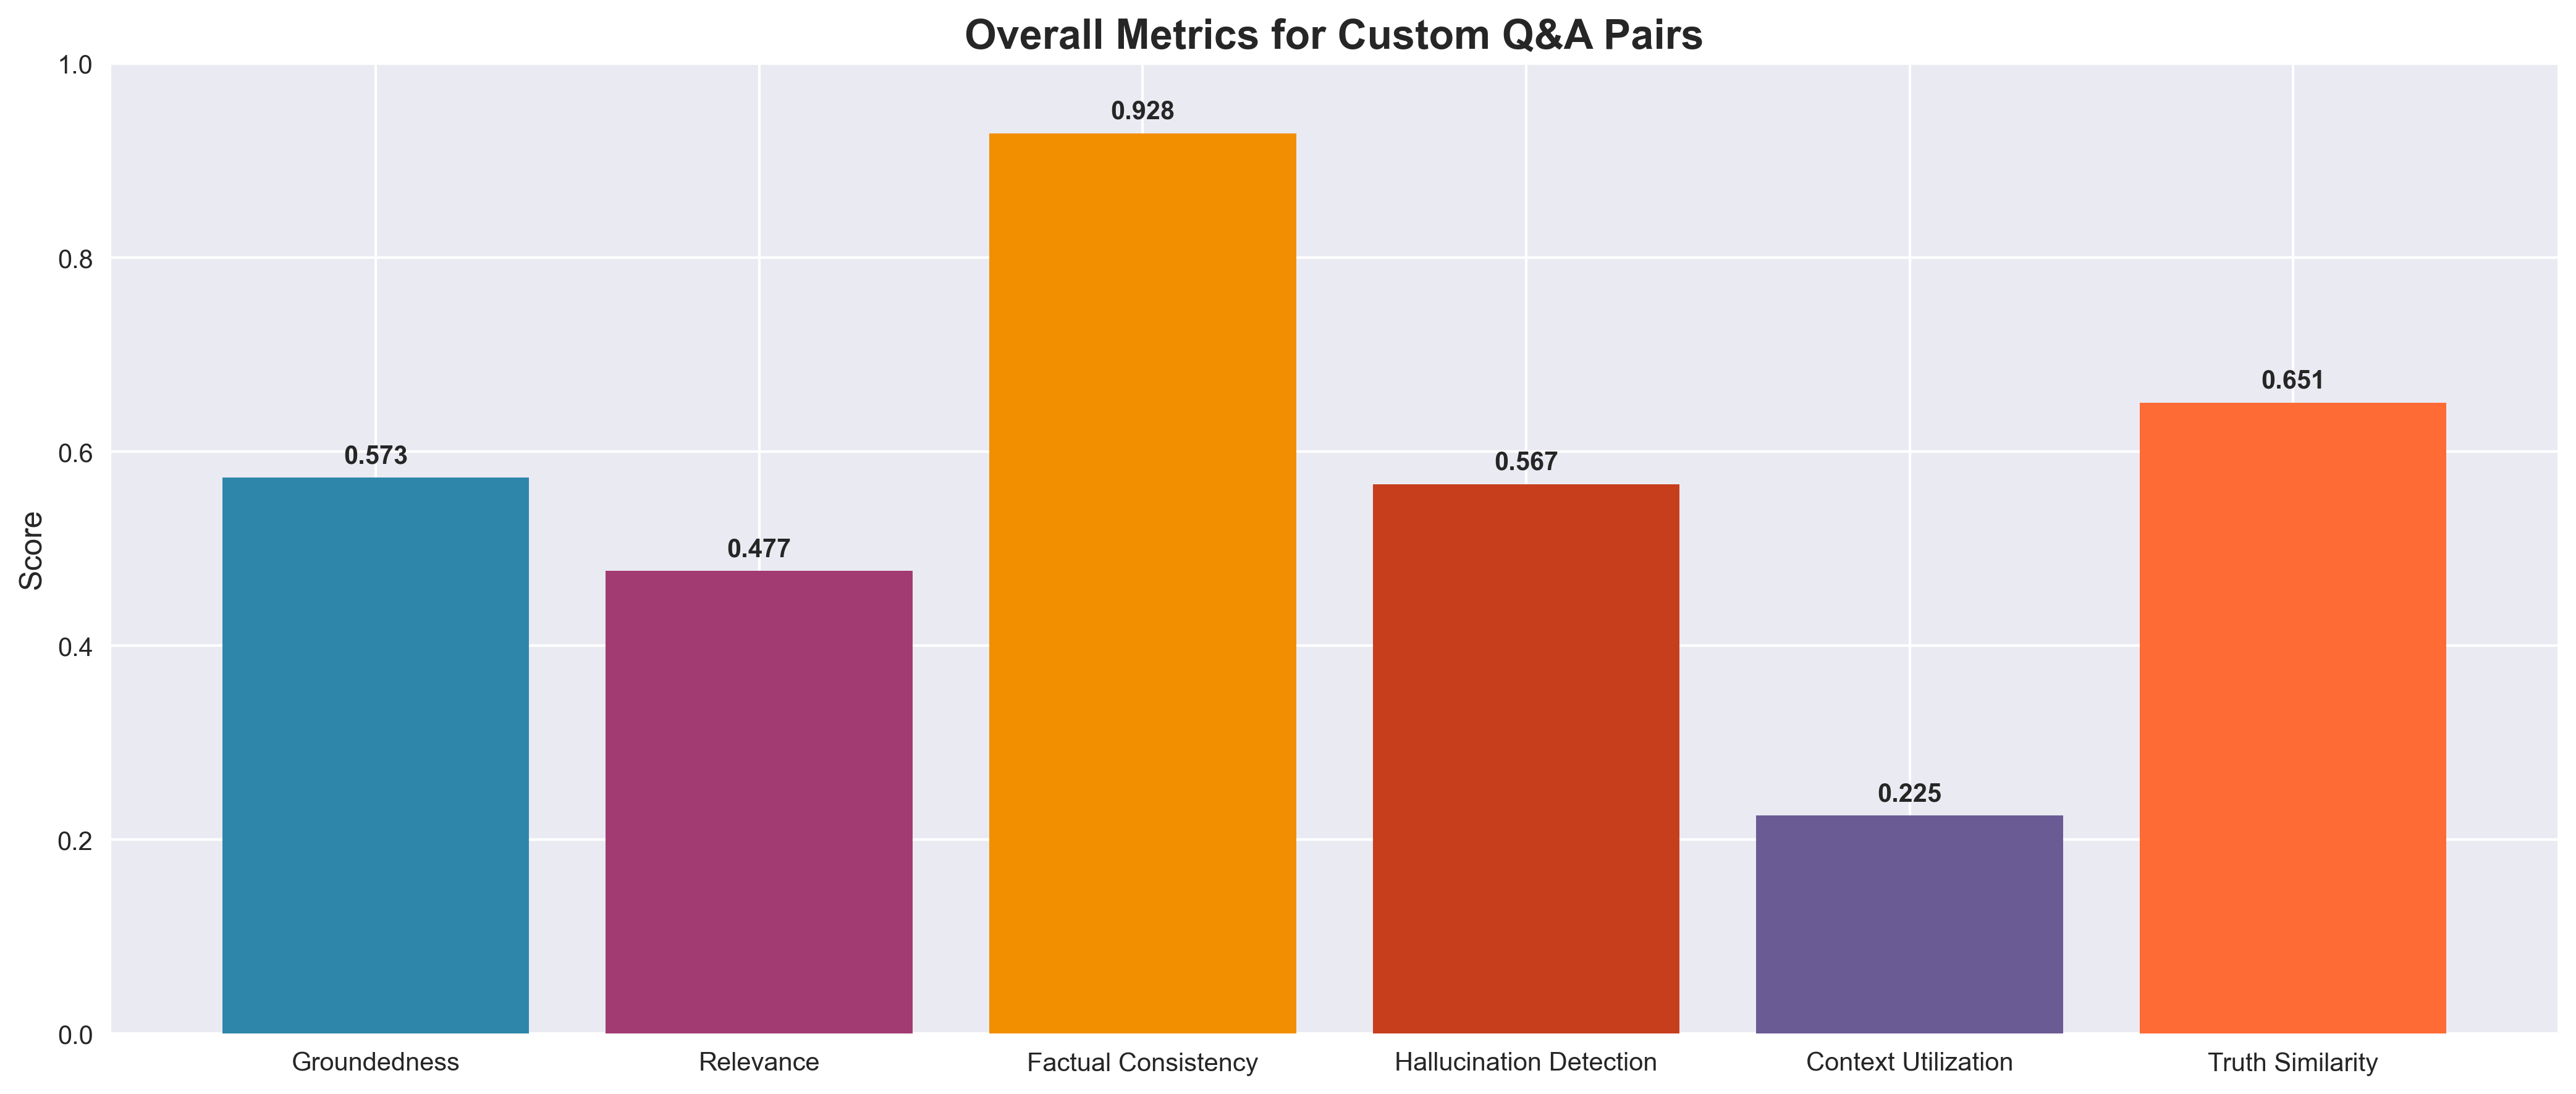 Overall Metrics for Custom Q&A Pairs
1.0
0.8
0.6
0.4
0.2
0.0
Score
0.573
0.477
0.928
0.567
0.225
0.651
Groundedness
Relevance
Factual Consistency
Hallucination Detection
Context Utilization
Truth Similarity